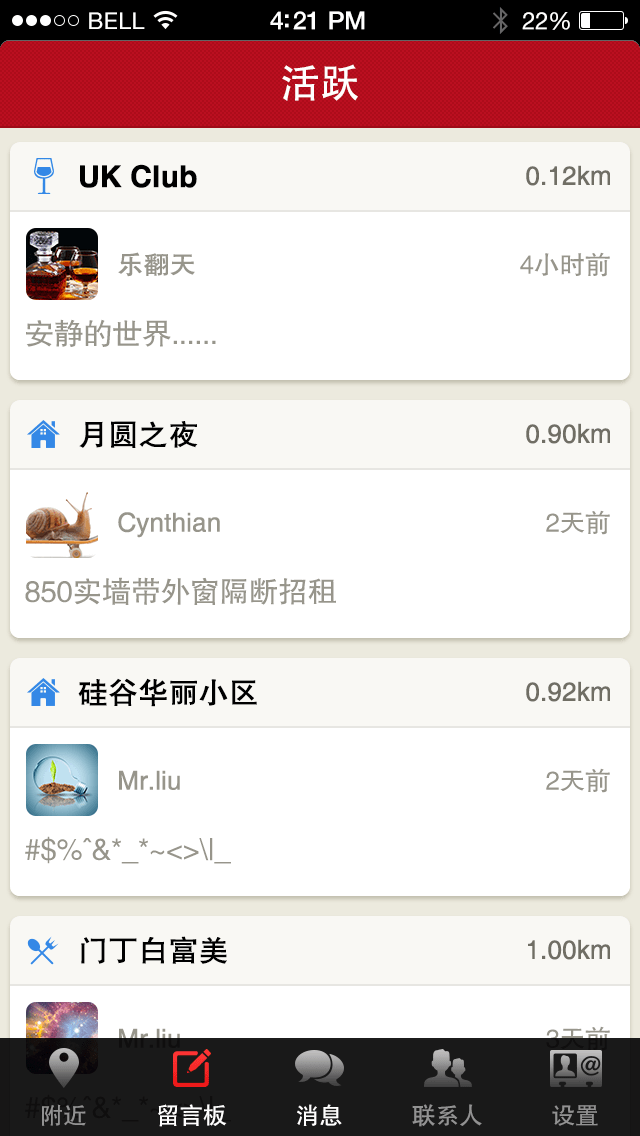 BELL 4:21 PM 22%
活跃
UK Club 0.12km
乐翻天 4小时前
安静的世界......
月圆之夜 0.90km
Cynthian 2天前
850实墙带外窗隔断招租
硅谷华丽小区 0.92km
Mr.liu 2天前
#$%^&*_*~<>\|_
门丁白富美 1.00km
Mr.liu 3天前
#$%^&*_*~<>\|_
附近 留言板 消息 联系人 设置